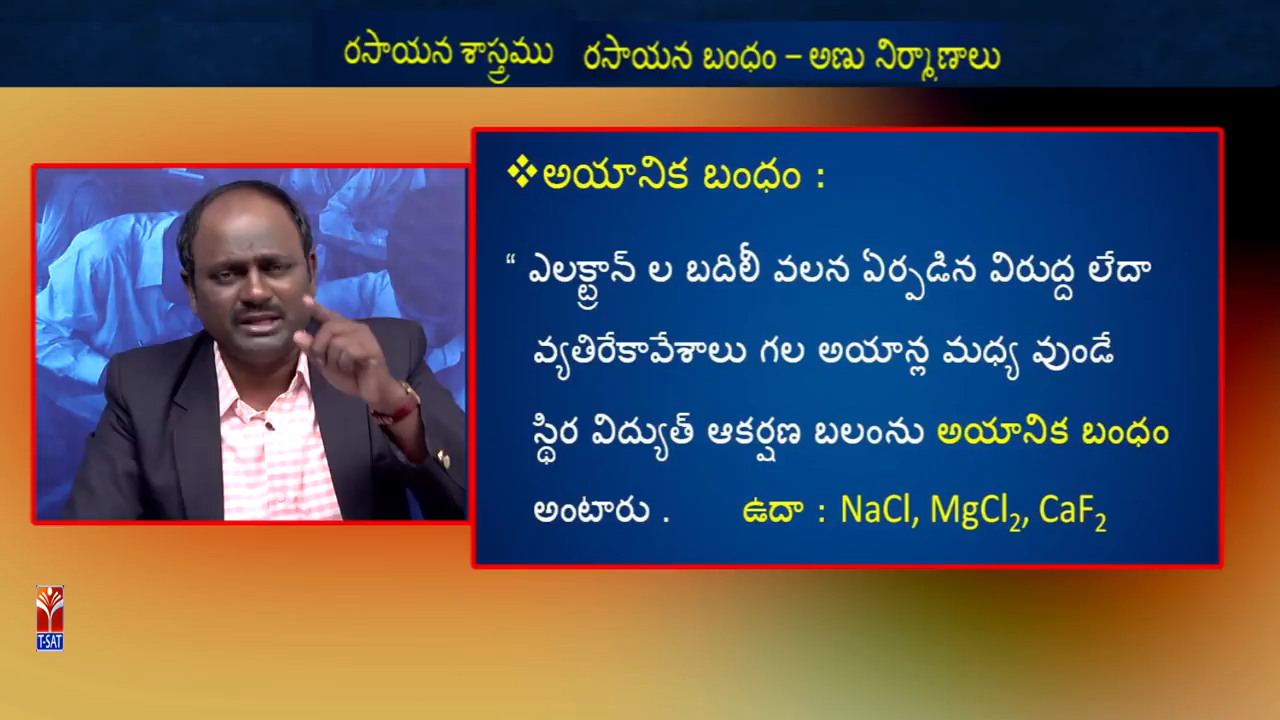 రసాయన శాస్త్రము రసాయన బంధం – అణు నిర్మాణాలు
❖అయానిక బంధం :
“ ఎలక్ట్రాన్ ల బదిలీ వలన ఏర్పడిన విరుద్ద లేదా
వ్యతిరేకావేశాలు గల అయాన్ల మధ్య వుండే
స్థిర విద్యుత్ ఆకర్షణ బలంను అయానిక బంధం
అంటారు . ఉదా : NaCl, MgCl₂, CaF₂
T-SAT